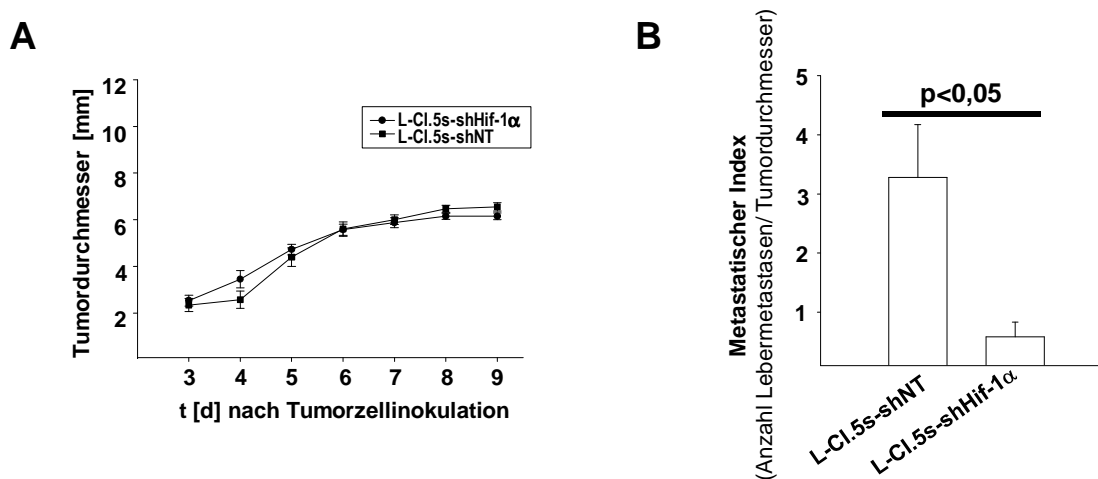 A
Tumordurchmesser [mm]
12
10
8
6
4
2
L-Cl.5s-shHif-1α
L-Cl.5s-shNT
3 4 5 6 7 8 9
t [d] nach Tumorzellinokulation
B
Metastatischer Index
(Anzahl Lebermetastasen/ Tumordurchmesser)
5
4
3
2
1
p<0,05
L-Cl.5s-shNT
L-Cl.5s-shHif-1α